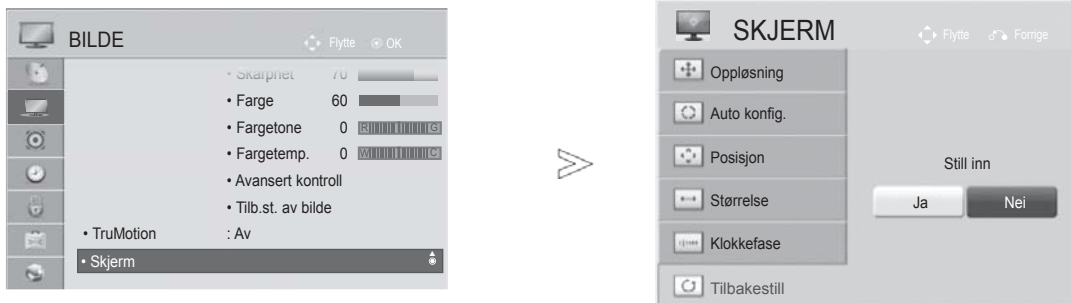 BILDE
Flytte OK
• Skarphet 70
• Farge 60
• Fargetone 0 R G
• Fargetemp. 0 W C
• Avansert kontroll
• Tilb.st. av bilde
• TruMotion : Av
• Skjerm
SKJERM
Flytte Forrige
Oppløsning
Auto konfig.
Posisjon
Størrelse
Klokkefase
Tilbakestill
Still inn
Ja Nei